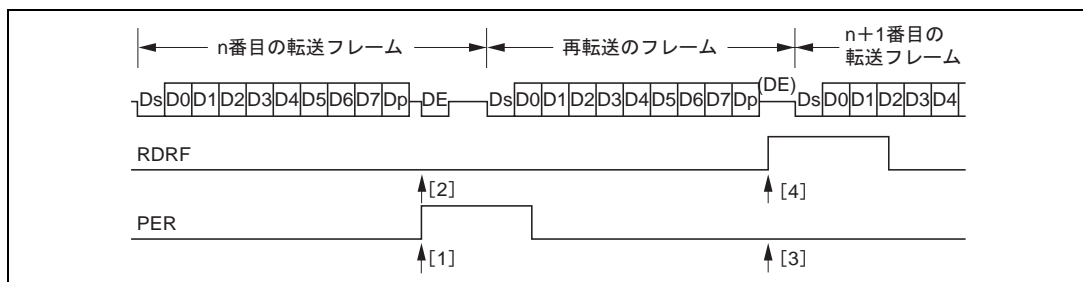 n番目の転送フレーム
再転送のフレーム
n+1番目の
転送フレーム
Ds D0 D1 D2 D3 D4 D5 D6 D7 Dp DE Ds D0 D1 D2 D3 D4 D5 D6 D7 Dp (DE) Ds D0 D1 D2 D3 D4
RDRF
[2]
[4]
PER
[1]
[3]